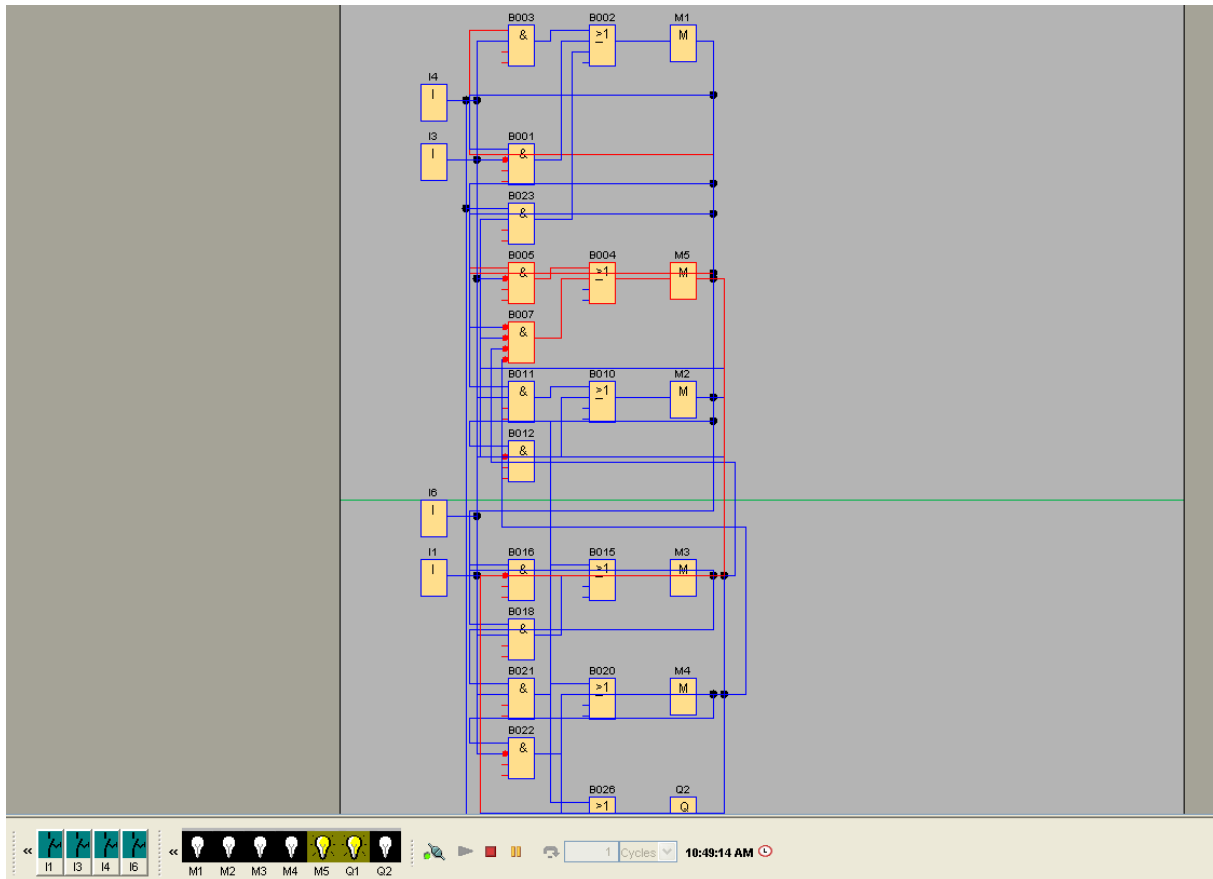 B003 B002 M1
& >1 M
I4
I
I3 B001
I &
B023
&
B005 B004 M5
& >1 M
B007
&
B011 B010 M2
& >1 M
B012
&
I6
I
I1 B016 B015 M3
I & >1 M
B018
&
B021 B020 M4
& >1 M
B022
&
B026 Q2
>1 Q
« I1 I3 I4 I6 « M1 M2 M3 M4 M5 Q1 Q2 1 Cycles 10:49:14 AM